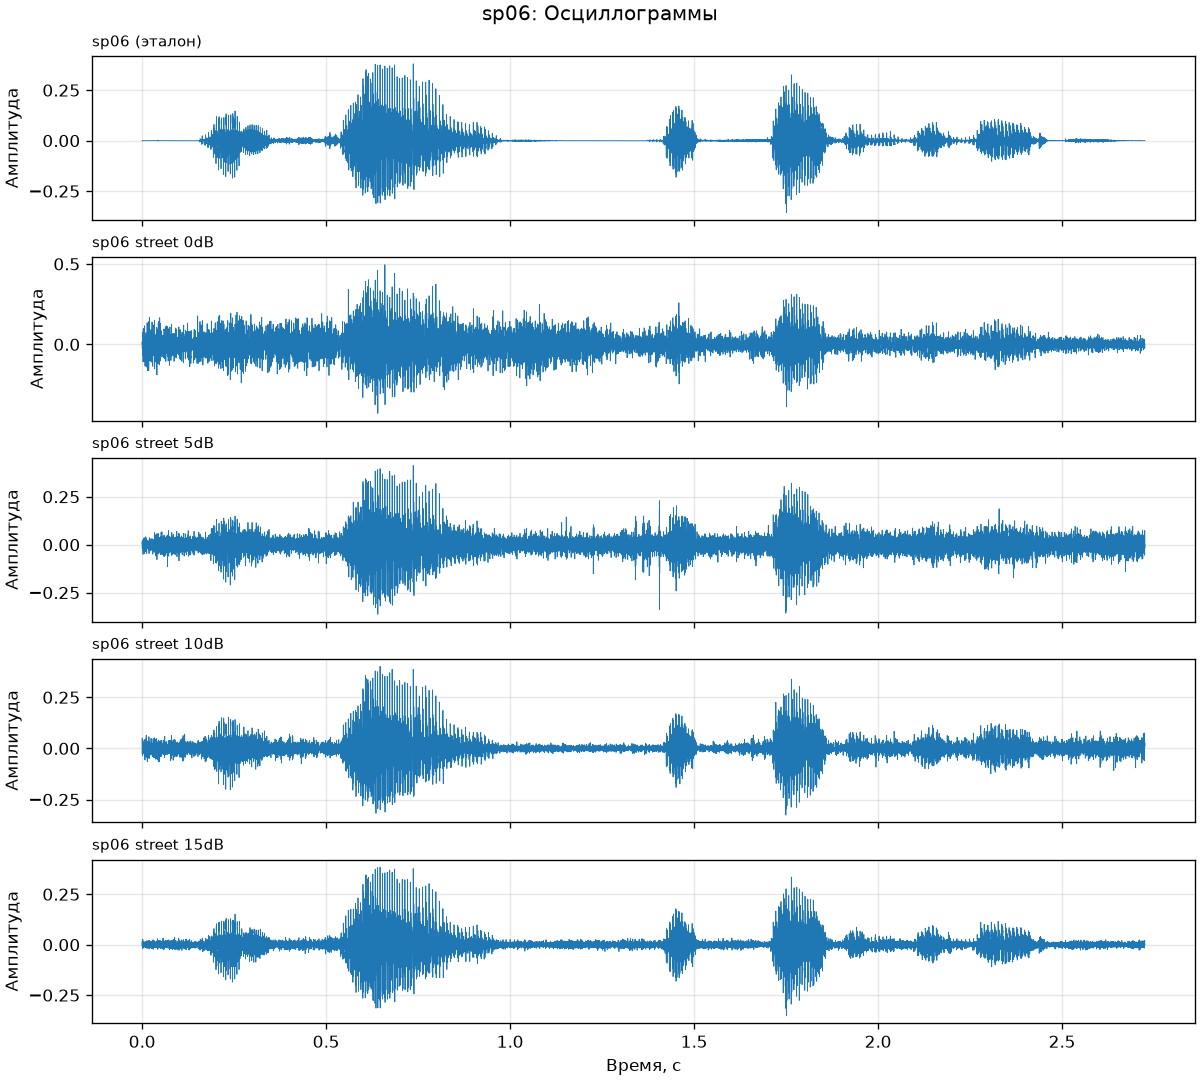 sp06: Осциллограммы
sp06 (эталон)
Амплитуда
0.25
0.00
−0.25
sp06 street 0dB
Амплитуда
0.5
0.0
sp06 street 5dB
Амплитуда
0.25
0.00
−0.25
sp06 street 10dB
Амплитуда
0.25
0.00
−0.25
sp06 street 15dB
Амплитуда
0.25
0.00
−0.25
0.0 0.5 1.0 1.5 2.0 2.5
Время, с